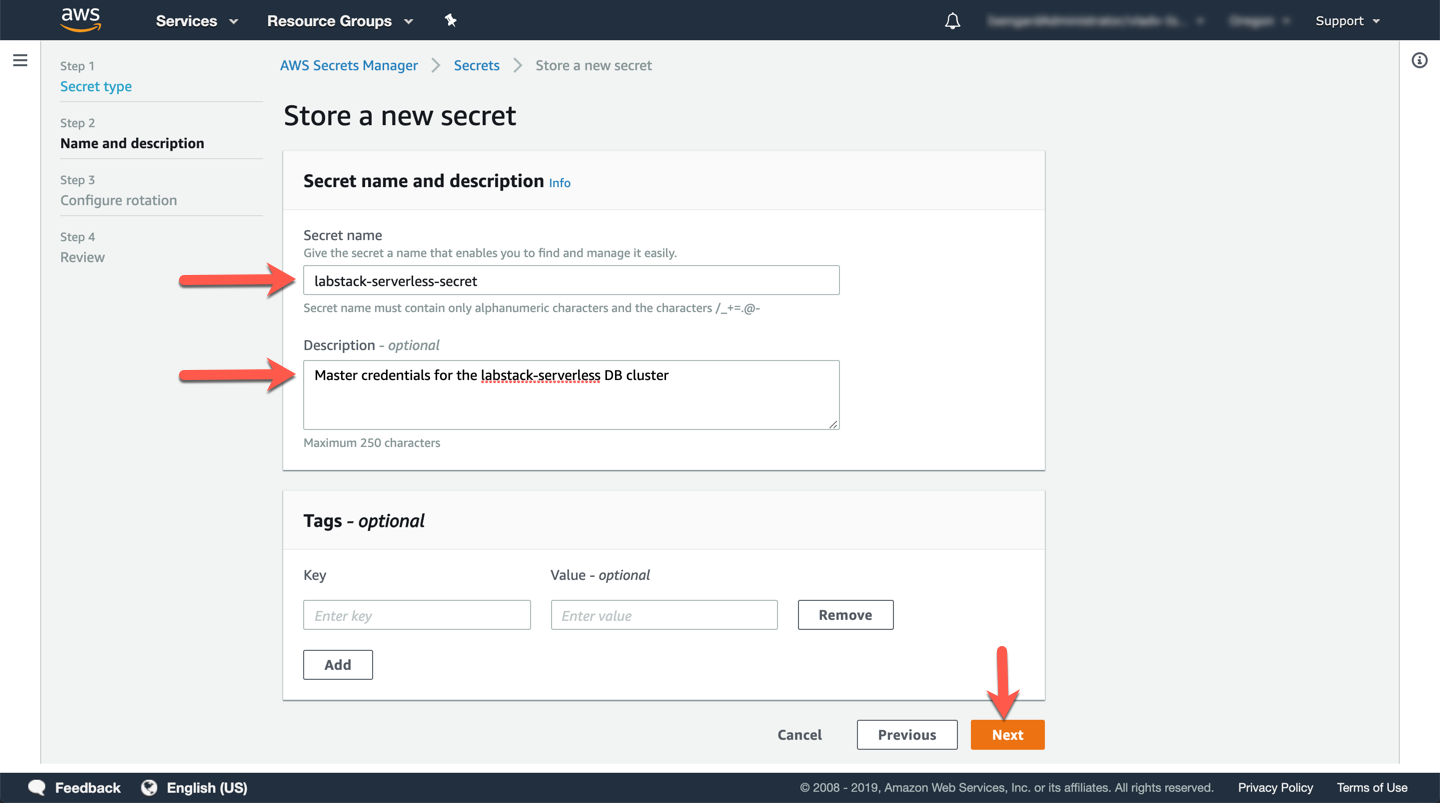 aws Services Resource Groups Support
Step 1
Secret type
Step 2
Name and description
Step 3
Configure rotation
Step 4
Review
AWS Secrets Manager Secrets Store a new secret
Store a new secret
Secret name and description Info
Secret name
Give the secret a name that enables you to find and manage it easily.
labstack-serverless-secret
Secret name must contain only alphanumeric characters and the characters /_+=.@-
Description - optional
Master credentials for the labstack-serverless DB cluster
Maximum 250 characters
Tags - optional
Key Value - optional
Enter key Enter value Remove
Add
Cancel Previous Next
Feedback English (US) © 2008 - 2019, Amazon Web Services, Inc. or its affiliates. All rights reserved. Privacy Policy Terms of Use